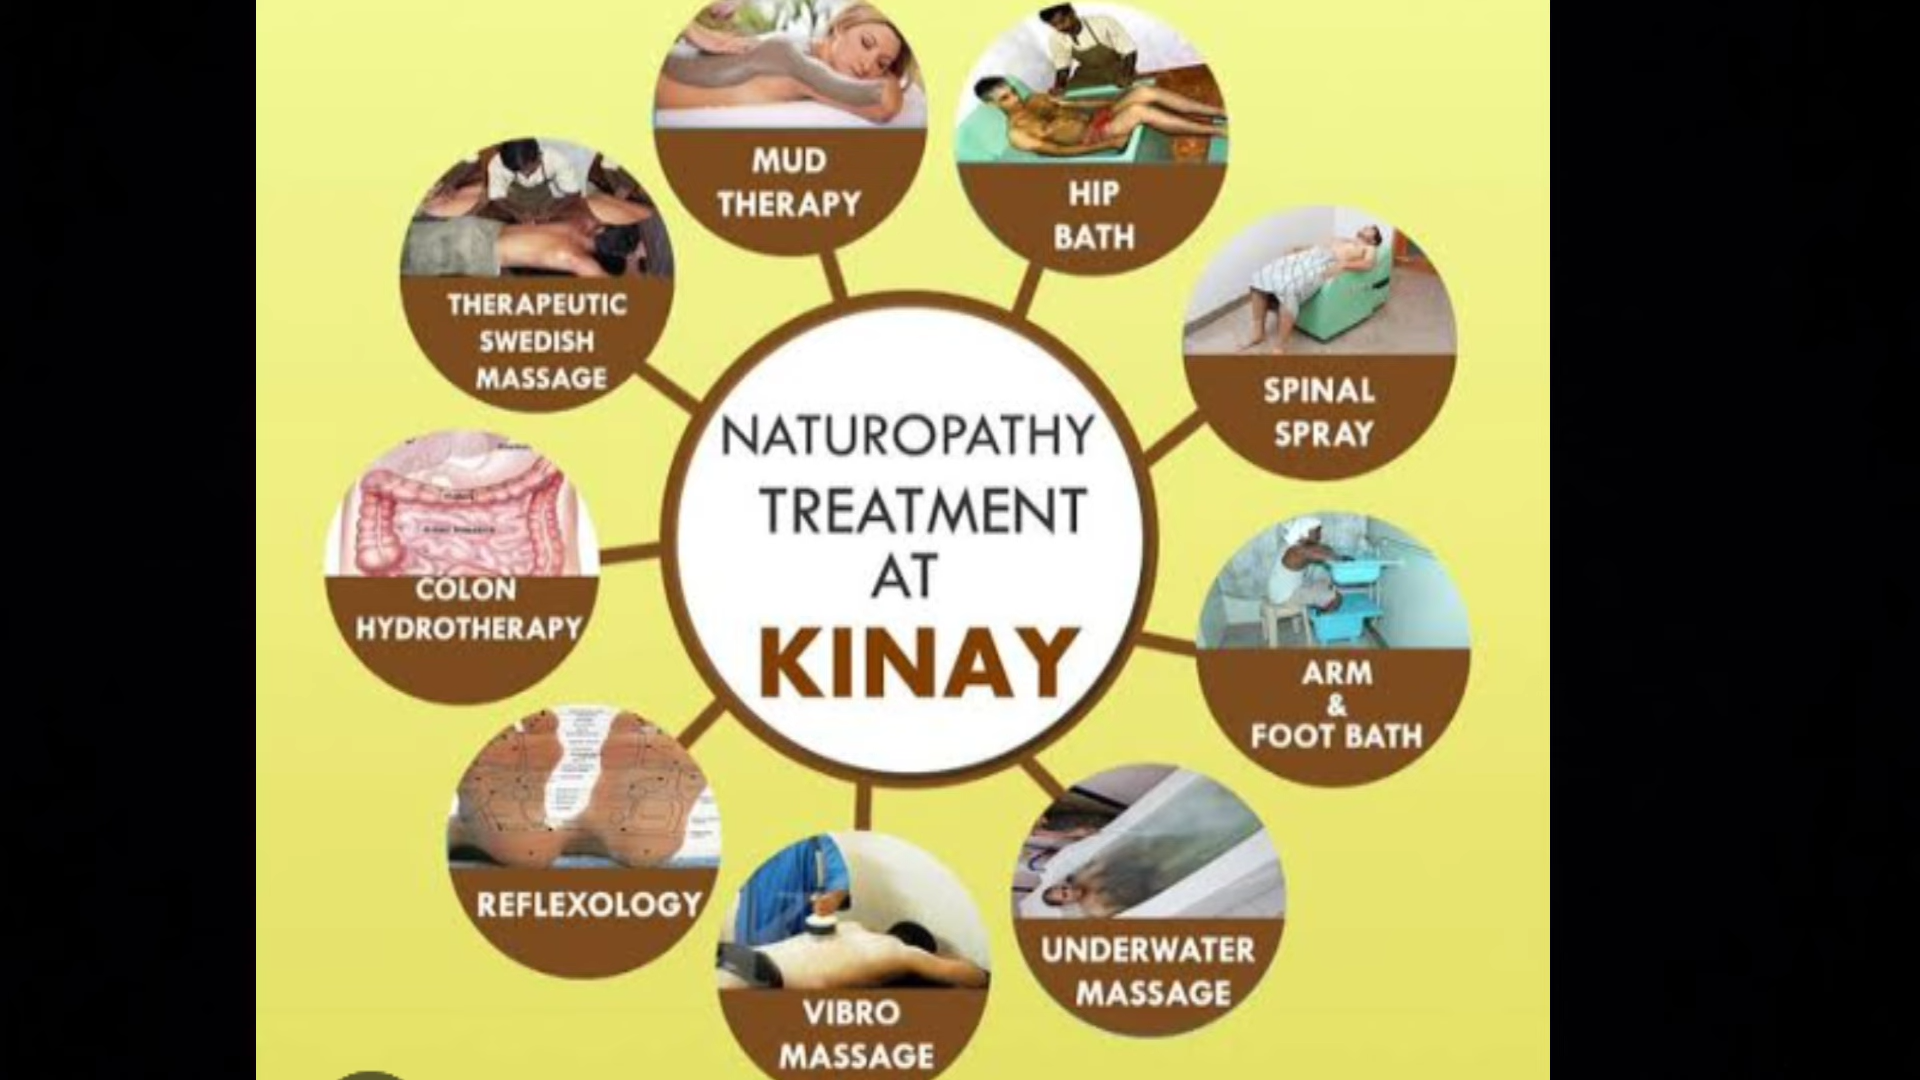 MUD
THERAPY
HIP
BATH
THERAPEUTIC
SWEDISH
MASSAGE
SPINAL
SPRAY
NATUROPATHY
TREATMENT
AT
KINAY
COLON
HYDROTHERAPY
ARM
&
FOOT BATH
REFLEXOLOGY
UNDERWATER
MASSAGE
VIBRO
MASSAGE